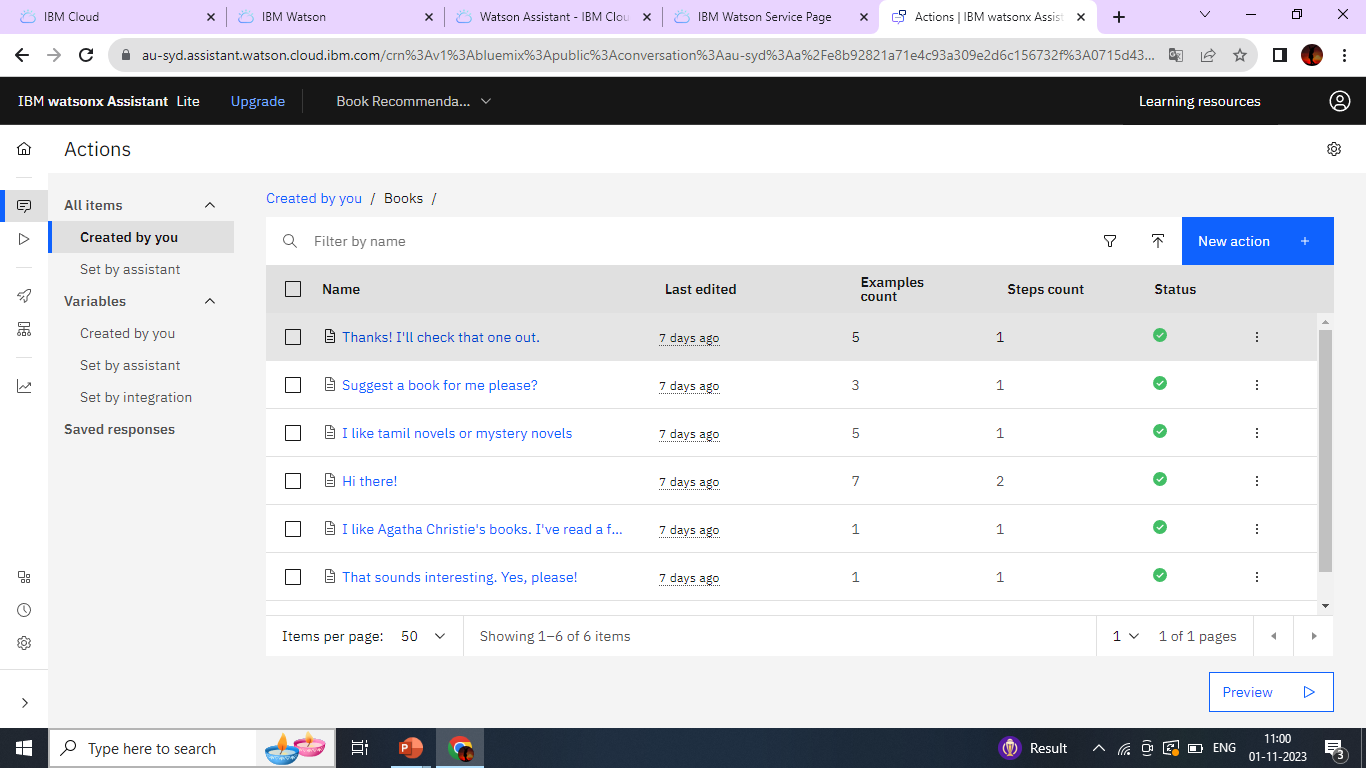 IBM Cloud
IBM Watson
Watson Assistant - IBM Clou
IBM Watson Service Page
Actions | IBM watsonx Assist
au-syd.assistant.watson.cloud.ibm.com/crn%3Av1%3Abluemix%3Apublic%3Aconversation%3Aau-syd%3Aa%2Fe8b92821a71e4c93a309e2d6c156732f%3A0715d43...
IBM watsonx Assistant Lite Upgrade Book Recommenda... Learning resources
Actions
All items
Created by you
Set by assistant
Variables
Created by you
Set by assistant
Set by integration
Saved responses
Created by you / Books /
Filter by name
New action +
Name Last edited Examples count Steps count Status
Thanks! I'll check that one out. 7 days ago 5 1
Suggest a book for me please? 7 days ago 3 1
I like tamil novels or mystery novels 7 days ago 5 1
Hi there! 7 days ago 7 2
I like Agatha Christie's books. I've read a f... 7 days ago 1 1
That sounds interesting. Yes, please! 7 days ago 1 1
Items per page: 50 Showing 1–6 of 6 items 1 1 of 1 pages
Preview
Type here to search
Result
ENG
11:00
01-11-2023
3